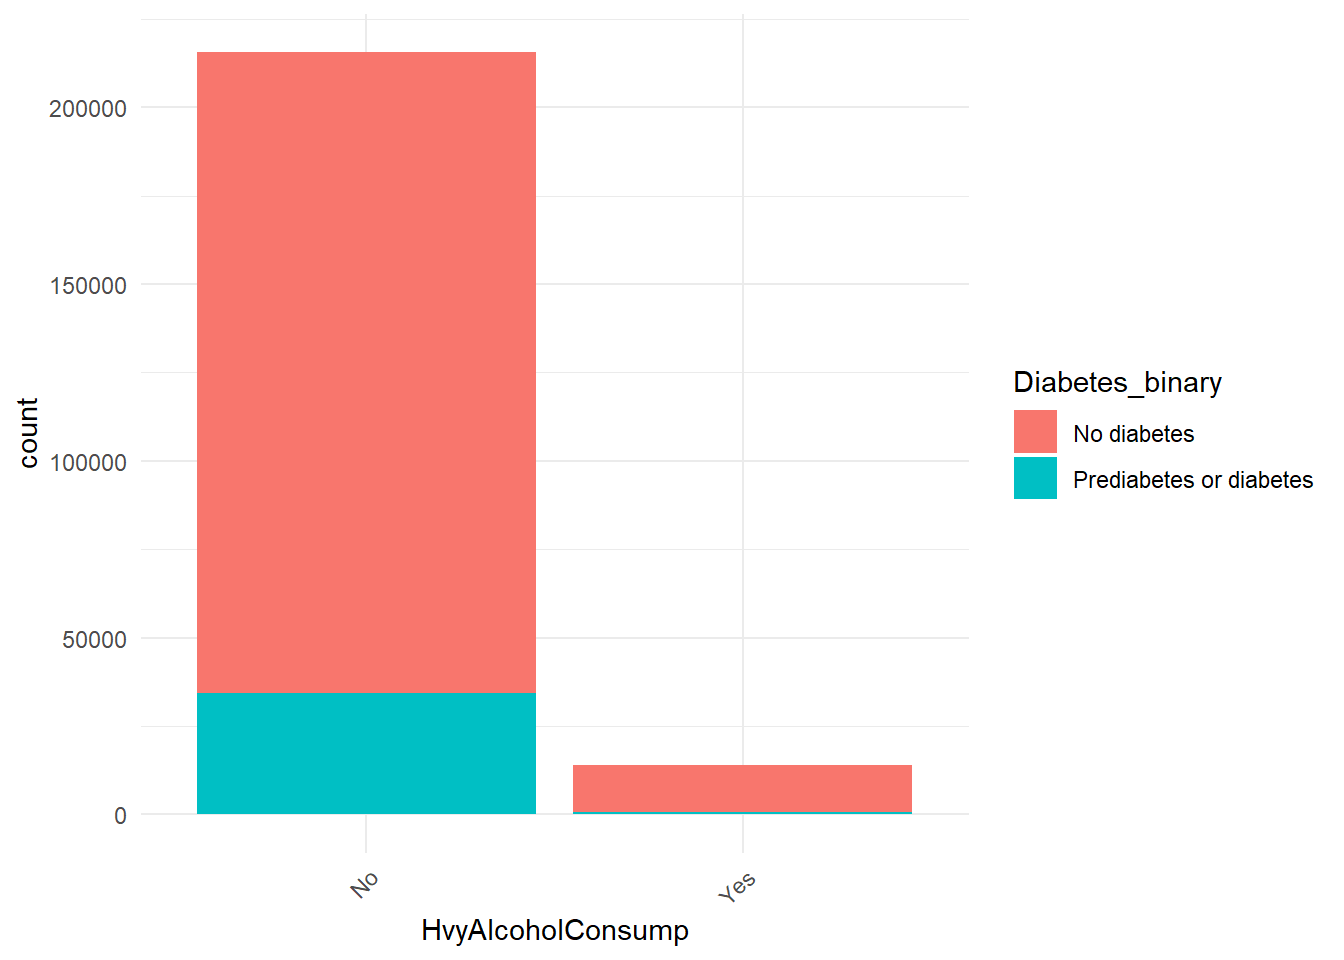 200000
150000
100000
50000
0
count
No
Yes
HvyAlcoholConsump
Diabetes_binary
No diabetes
Prediabetes or diabetes